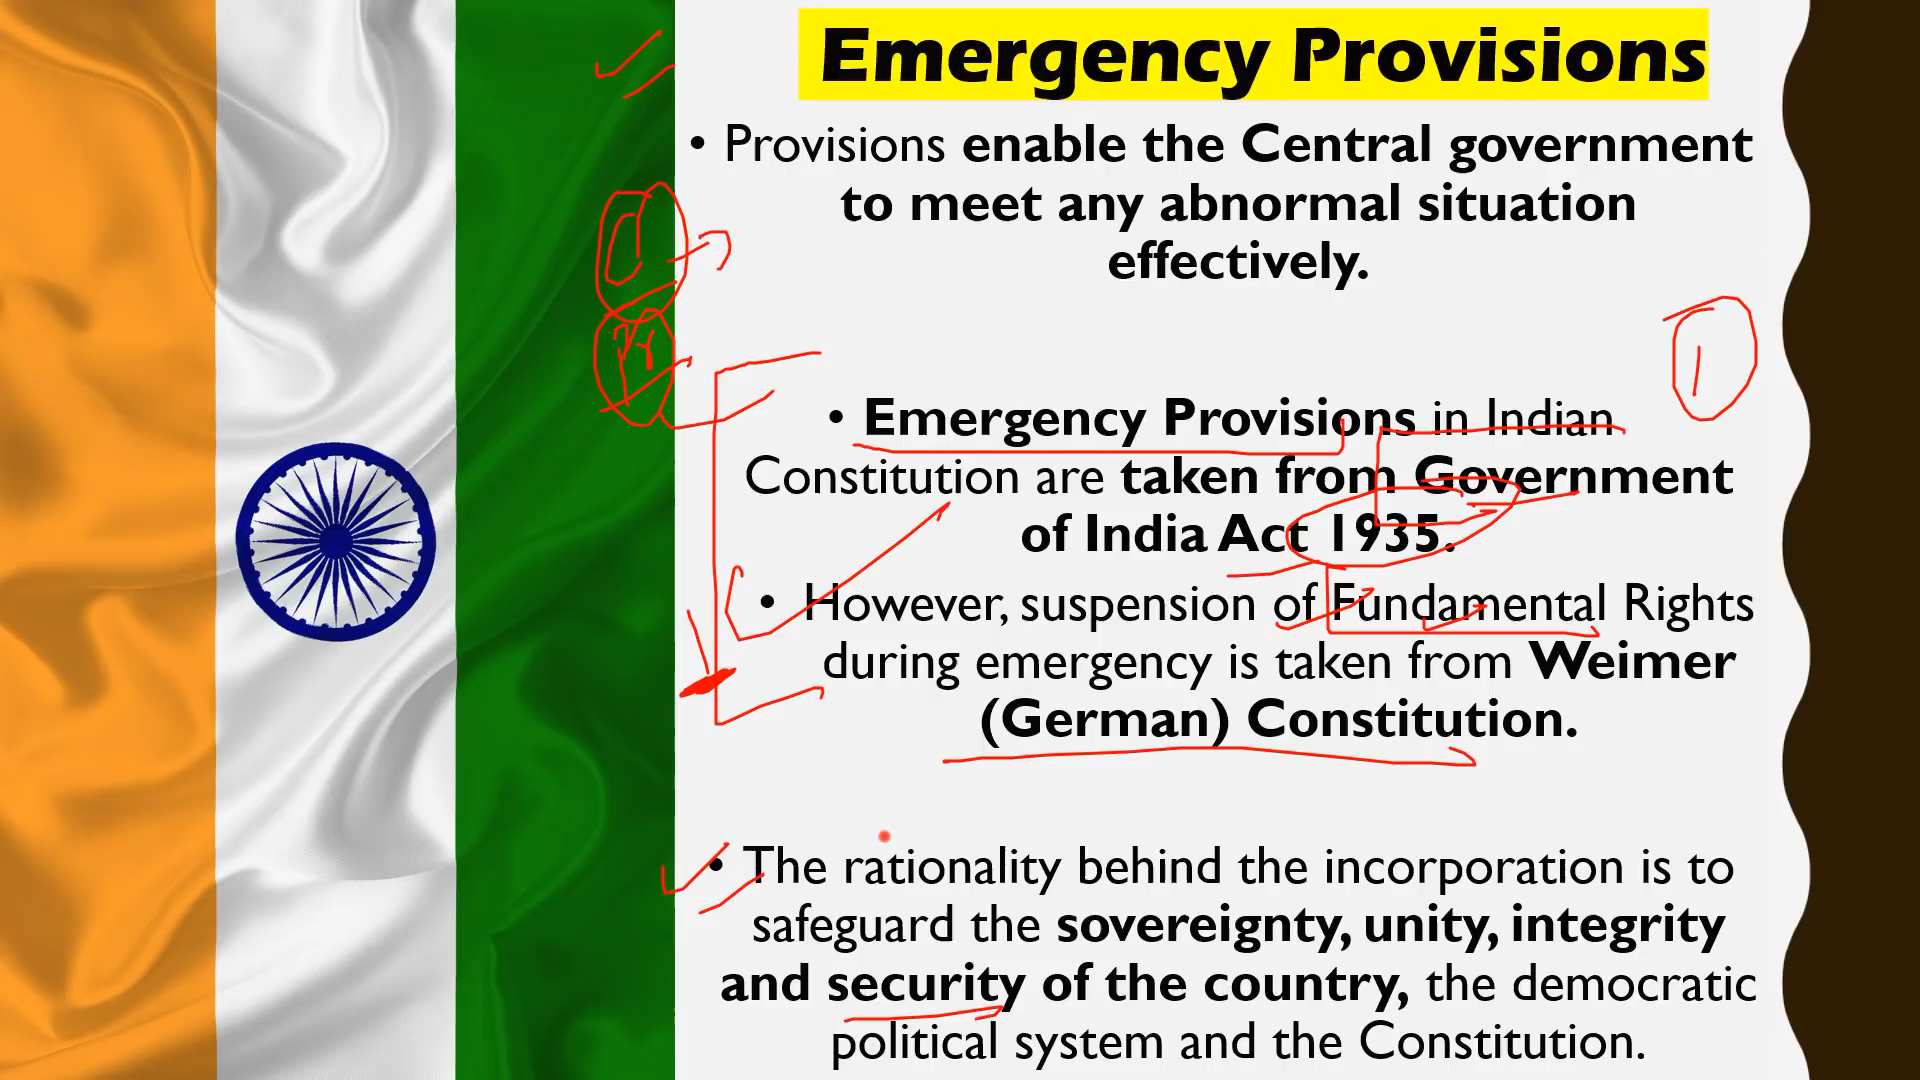 Emergency Provisions
• Provisions enable the Central government
to meet any abnormal situation
effectively.
• Emergency Provisions in Indian
Constitution are taken from Government
of India Act 1935.
• However, suspension of Fundamental Rights
during emergency is taken from Weimer
(German) Constitution.
• The rationality behind the incorporation is to
safeguard the sovereignty, unity, integrity
and security of the country, the democratic
political system and the Constitution.